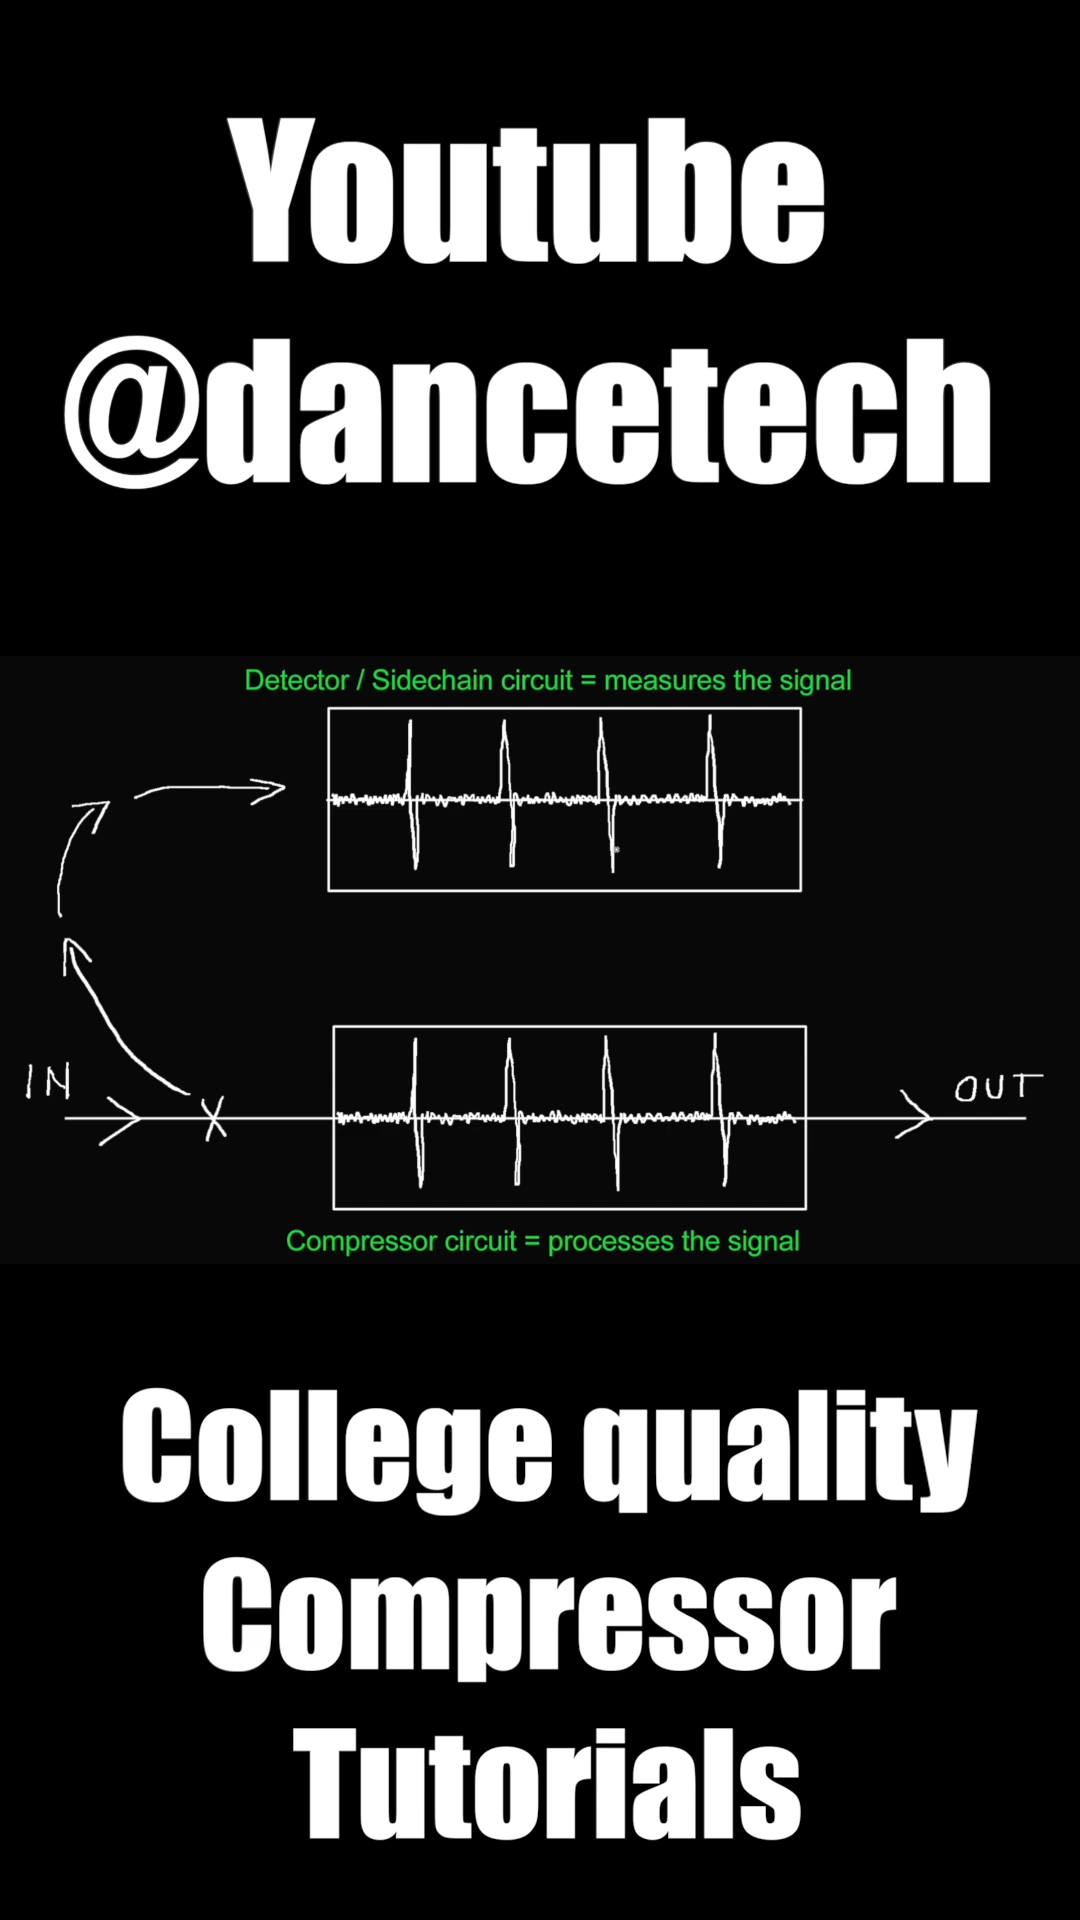 Youtube
@dancetech
Detector / Sidechain circuit = measures the signal
IN
X
OUT
Compressor circuit = processes the signal
College quality
Compressor
Tutorials